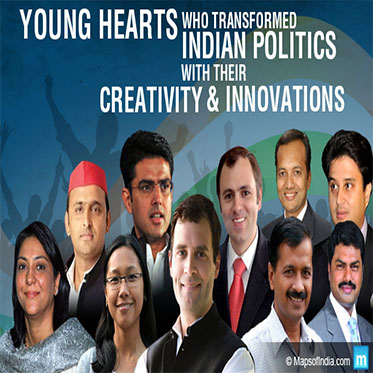 YOUNG HEARTS WHO TRANSFORMED
INDIAN POLITICS
WITH THEIR
CREATIVITY & INNOVATIONS
© MapsofIndia.com m